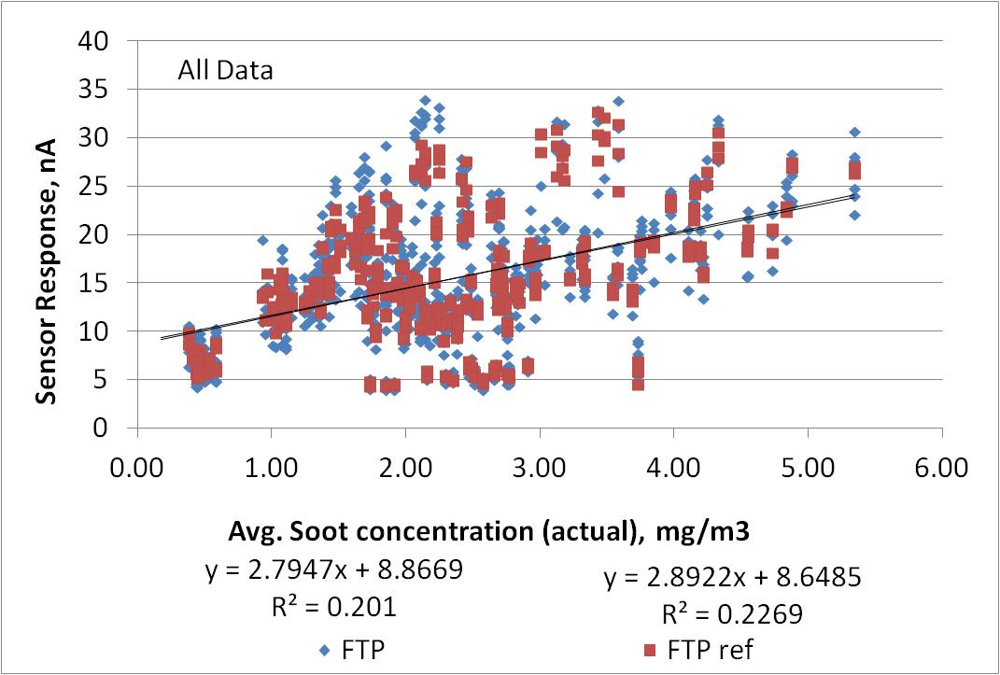 All Data
40
35
30
25
20
15
10
5
0
Sensor Response, nA
0.00 1.00 2.00 3.00 4.00 5.00 6.00
Avg. Soot concentration (actual), mg/m3
y = 2.7947x + 8.8669
R² = 0.201
y = 2.8922x + 8.6485
R² = 0.2269
FTP
FTP ref